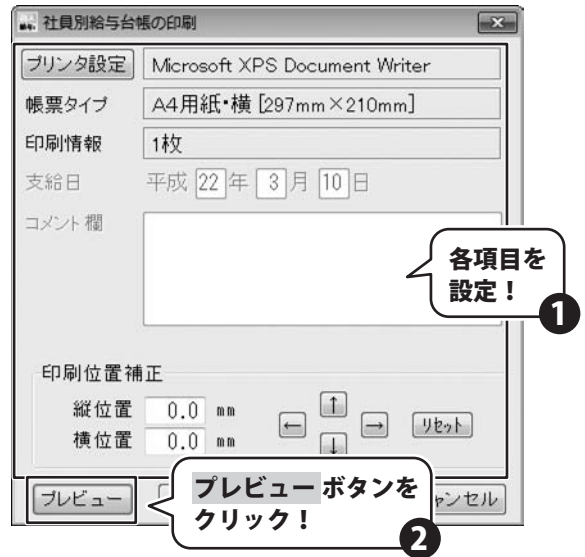 社員別給与台帳の印刷
プリンタ設定 Microsoft XPS Document Writer
帳票タイプ A4用紙・横 [297mm×210mm]
印刷情報 1枚
支給日 平成 22 年 3 月 10 日
コメント欄
各項目を
設定！
1
印刷位置補正
縦位置 0.0 mm
横位置 0.0 mm
← ↑ → ↓ リセット
プレビュー
プレビュー ボタンを
クリック！
2
ャンセル